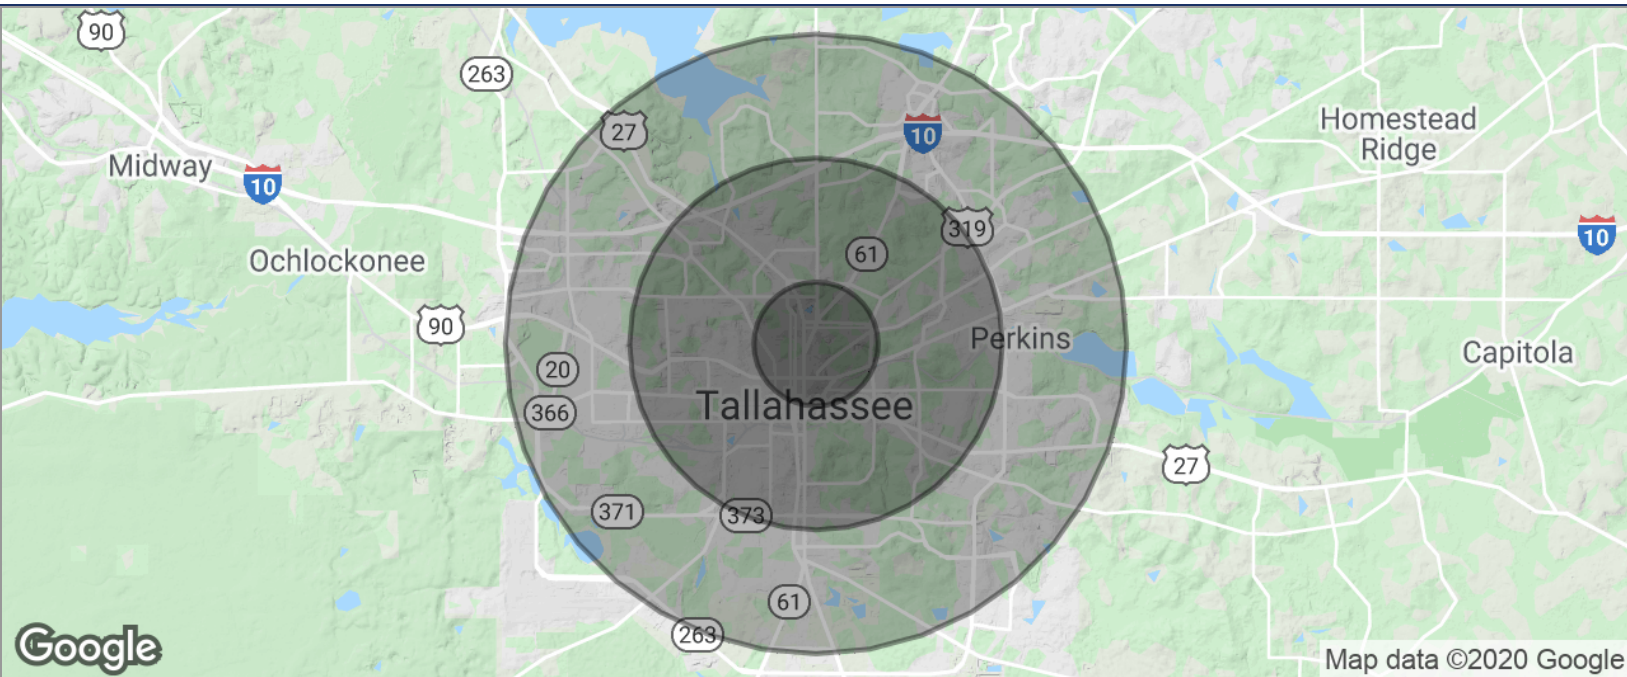 90
263
27
10
Homestead
Ridge
Midway
10
319
10
61
Ochlockonee
90
Perkins
Capitola
20
Tallahassee
366
27
371
373
61
263
Google
Map data ©2020 Google